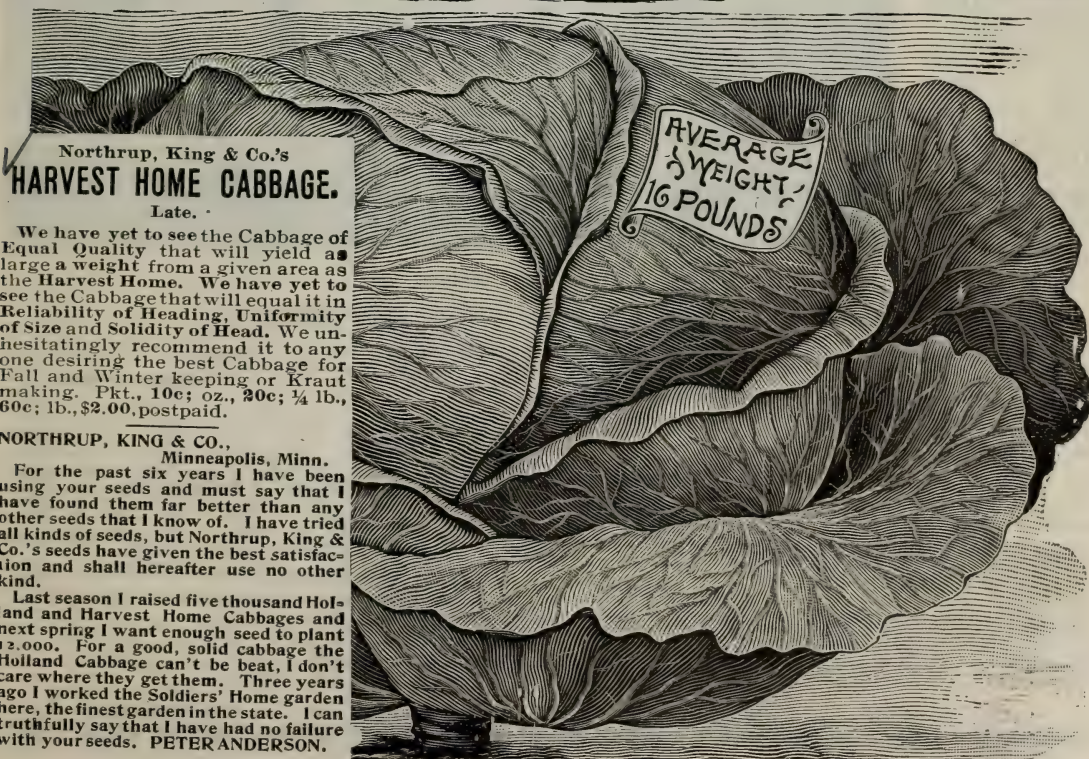 Northrup, King & Co.'s
HARVEST HOME CABBAGE.
Late.
We have yet to see the Cabbage of
Equal Quality that will yield as
large a weight from a given area as
the Harvest Home. We have yet to
see the Cabbage that will equal it in
Reliability of Heading, Uniformity
of Size and Solidity of Head. We un-
hesitatingly recommend it to any
one desiring the best Cabbage for
Fall and Winter keeping or Kraut
making. Pkt., 10c; oz., 20c; ¼ lb.,
60c; lb., $2.00, postpaid.
NORTHRUP, KING & CO.,
Minneapolis, Minn.
For the past six years I have been
using your seeds and must say that I
have found them far better than any
other seeds that I know of. I have tried
all kinds of seeds, but Northrup, King &
Co.'s seeds have given the best satisfac-
tion and shall hereafter use no other
kind.
Last season I raised five thousand Hol-
land and Harvest Home Cabbages and
next spring I want enough seed to plant
12.000. For a good, solid cabbage the
Holland Cabbage can't be beat, I don't
care where they get them. Three years
ago I worked the Soldiers' Home garden
here, the finest garden in the state. I can
truthfully say that I have had no failure
with your seeds. PETER ANDERSON.
AVERAGE
WEIGHT,
16 POUNDS